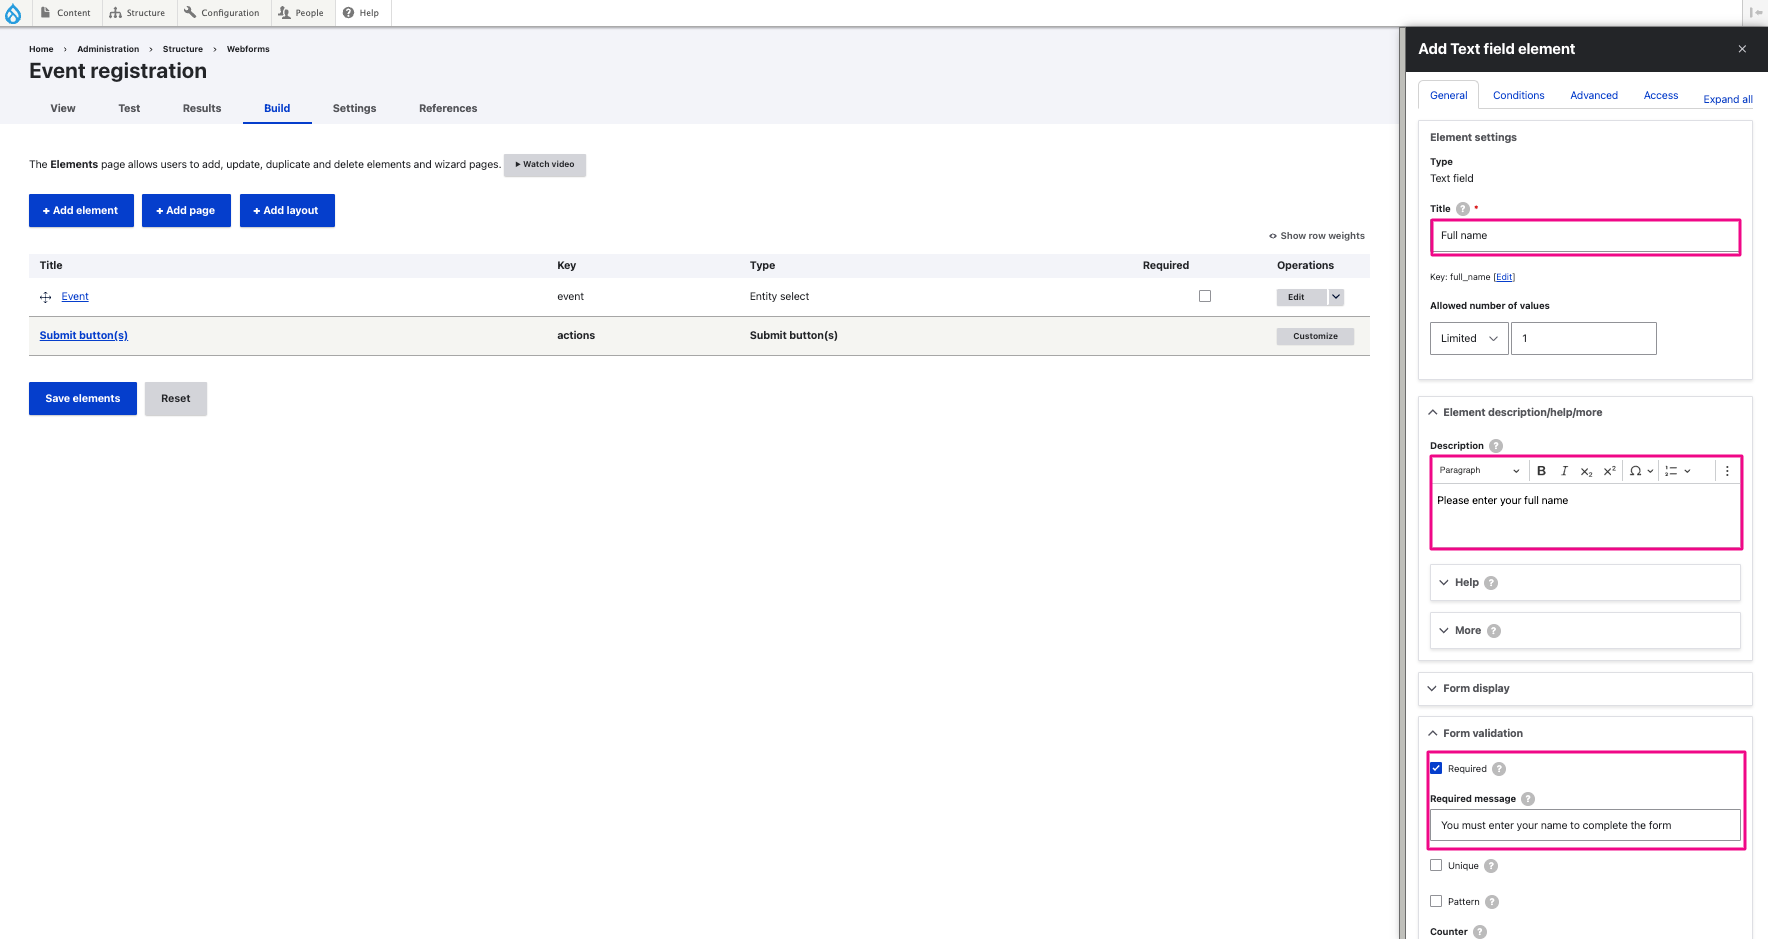 Content
Structure
Configuration
People
Help
Home › Administration › Structure › Webforms
Event registration
View
Test
Results
Build
Settings
References
The Elements page allows users to add, update, duplicate and delete elements and wizard pages.
Watch video
+ Add element
+ Add page
+ Add layout
Show row weights
Title Key Type Required Operations
Event event Entity select Edit
Submit button(s) actions Submit button(s) Customize
Save elements
Reset
Add Text field element
General
Conditions
Advanced
Access
Expand all
Element settings
Type
Text field
Title ? *
Full name
Key: full_name [Edit]
Allowed number of values
Limited 1
Element description/help/more
Description ?
Paragraph B I X₂ X² Ω
Please enter your full name
Help ?
More ?
Form display
Form validation
Required ?
Required message ?
You must enter your name to complete the form
Unique ?
Pattern ?
Counter ?